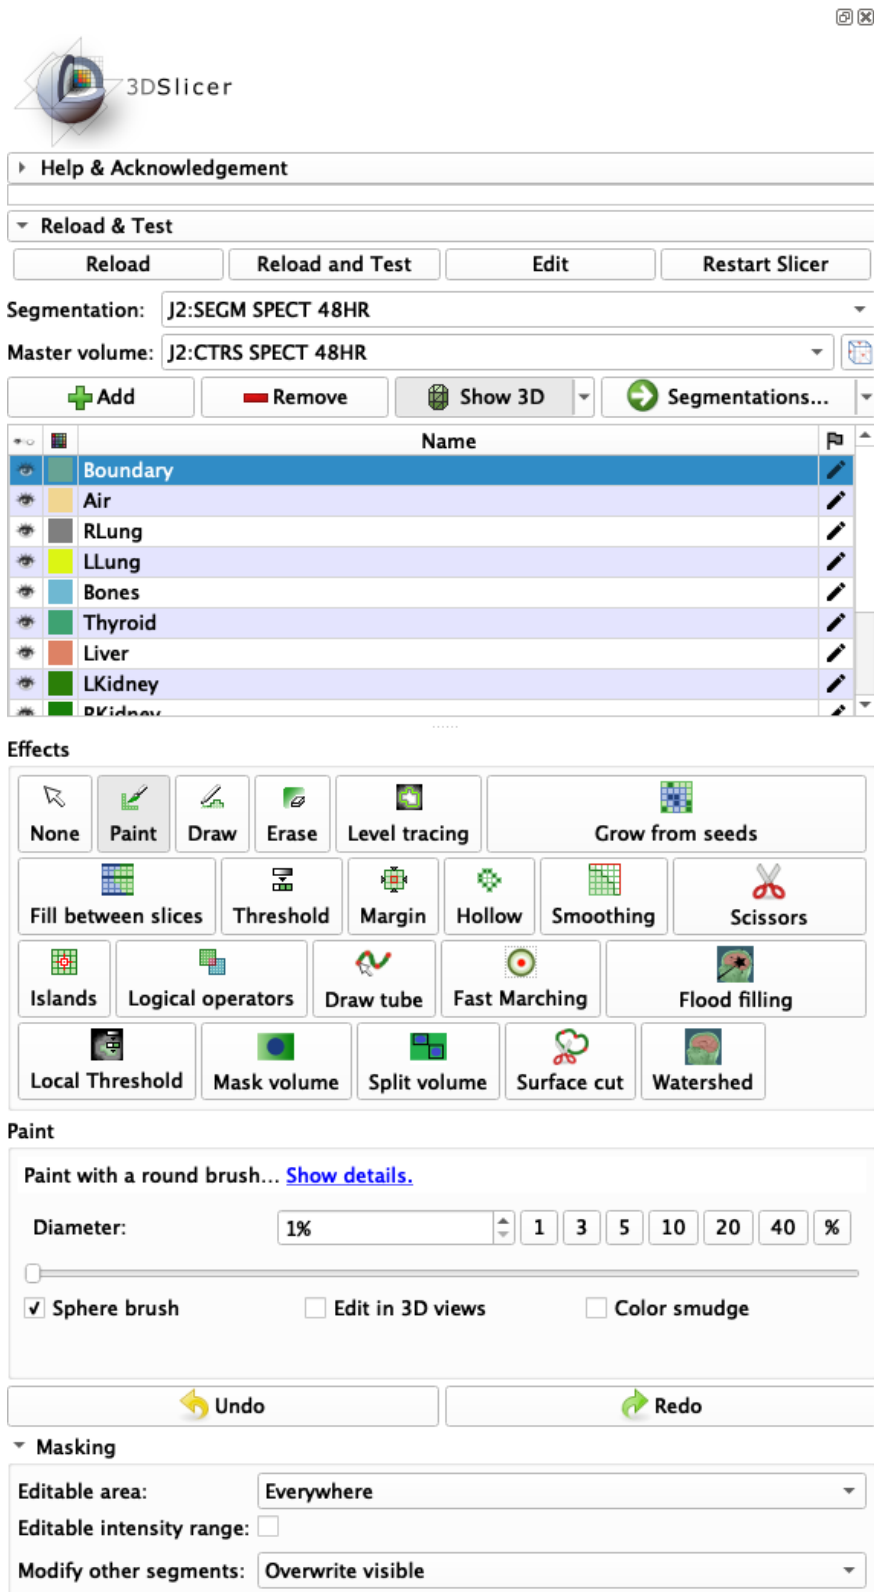 3DSlicer
Help & Acknowledgement
Reload & Test
Reload Reload and Test Edit Restart Slicer
Segmentation: J2:SEGM SPECT 48HR
Master volume: J2:CTRS SPECT 48HR
Add Remove Show 3D Segmentations...
Name
Boundary
Air
RLung
LLung
Bones
Thyroid
Liver
LKidney
RKidney
Effects
None Paint Draw Erase Level tracing Grow from seeds
Fill between slices Threshold Margin Hollow Smoothing Scissors
Islands Logical operators Draw tube Fast Marching Flood filling
Local Threshold Mask volume Split volume Surface cut Watershed
Paint
Paint with a round brush... Show details.
Diameter: 1% 1 3 5 10 20 40 %
Sphere brush Edit in 3D views Color smudge
Undo Redo
Masking
Editable area: Everywhere
Editable intensity range:
Modify other segments: Overwrite visible